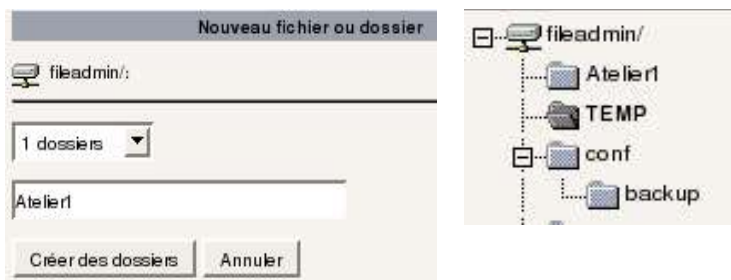 Nouveau fichier ou dossier
fileadmin/:
1 dossiers
Atelier1
Créer des dossiers
Annuler
fileadmin/
Atelier1
TEMP
conf
backup